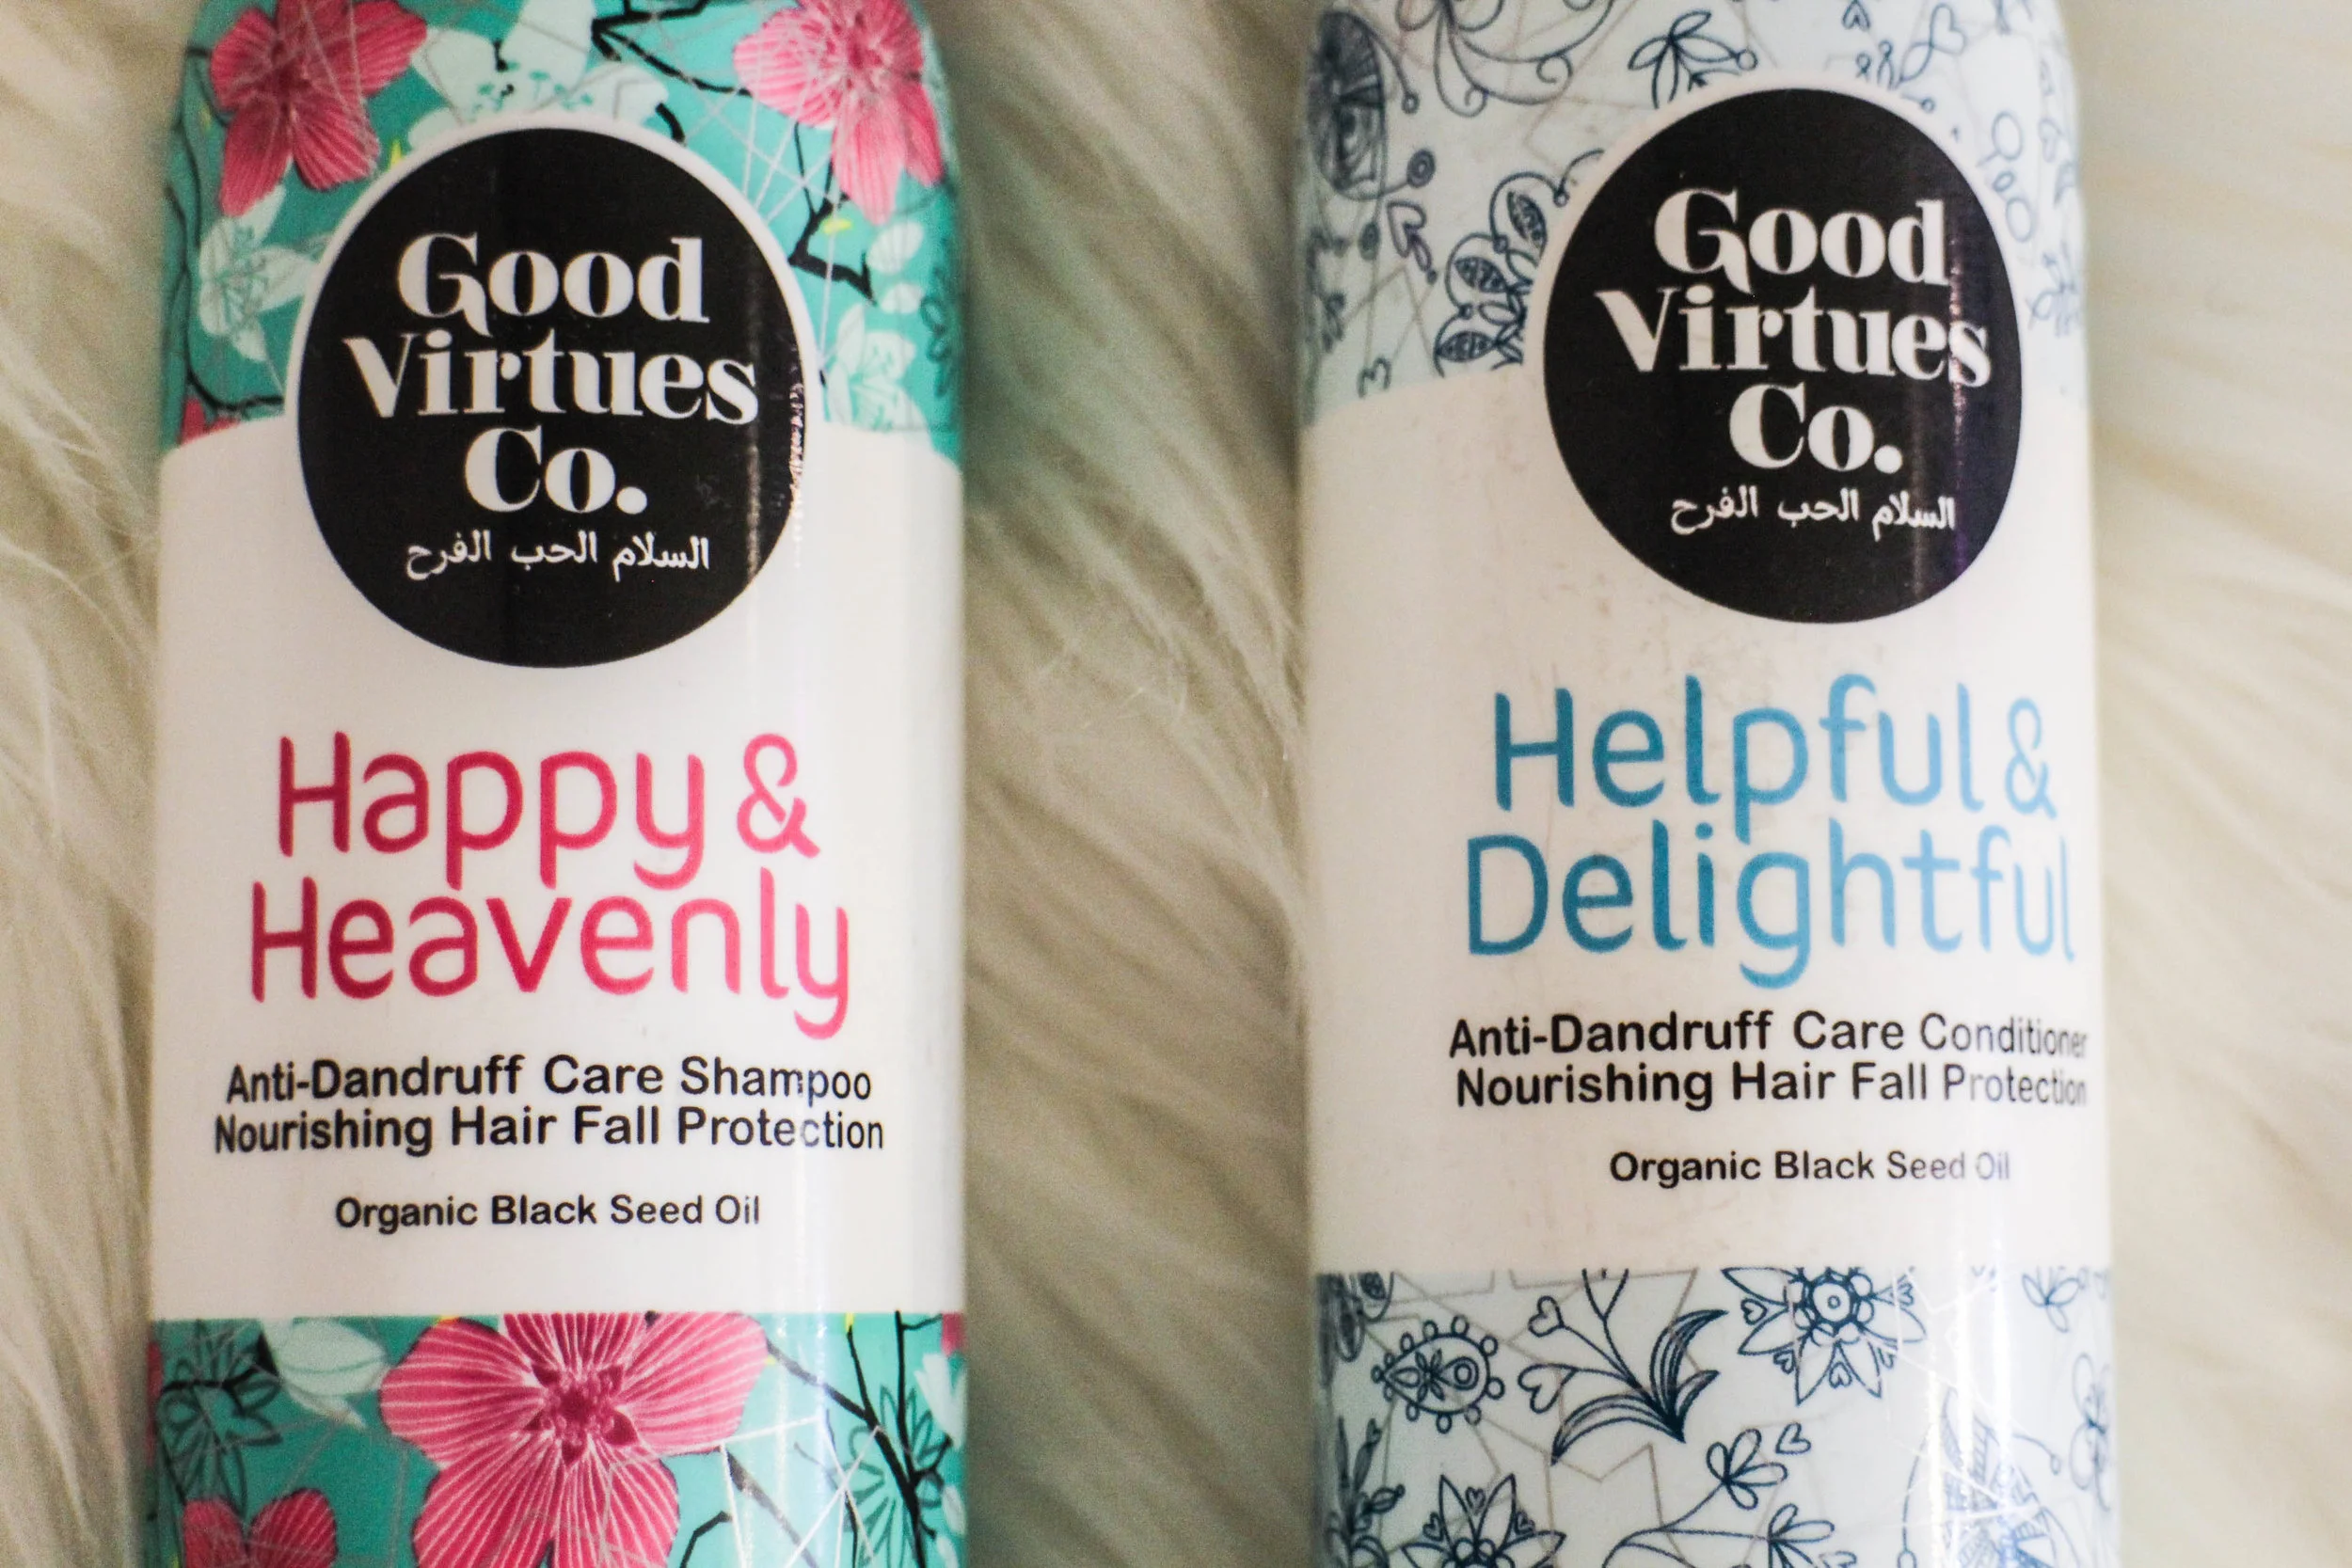 Good
Virtues
Co.
السلام الحب الفرح
Happy &
Heavenly
Anti-Dandruff Care Shampoo
Nourishing Hair Fall Protection
Organic Black Seed Oil
Good
Virtues
Co.
السلام الحب الفرح
Helpful &
Delightful
Anti-Dandruff Care Conditioner
Nourishing Hair Fall Protection
Organic Black Seed Oil